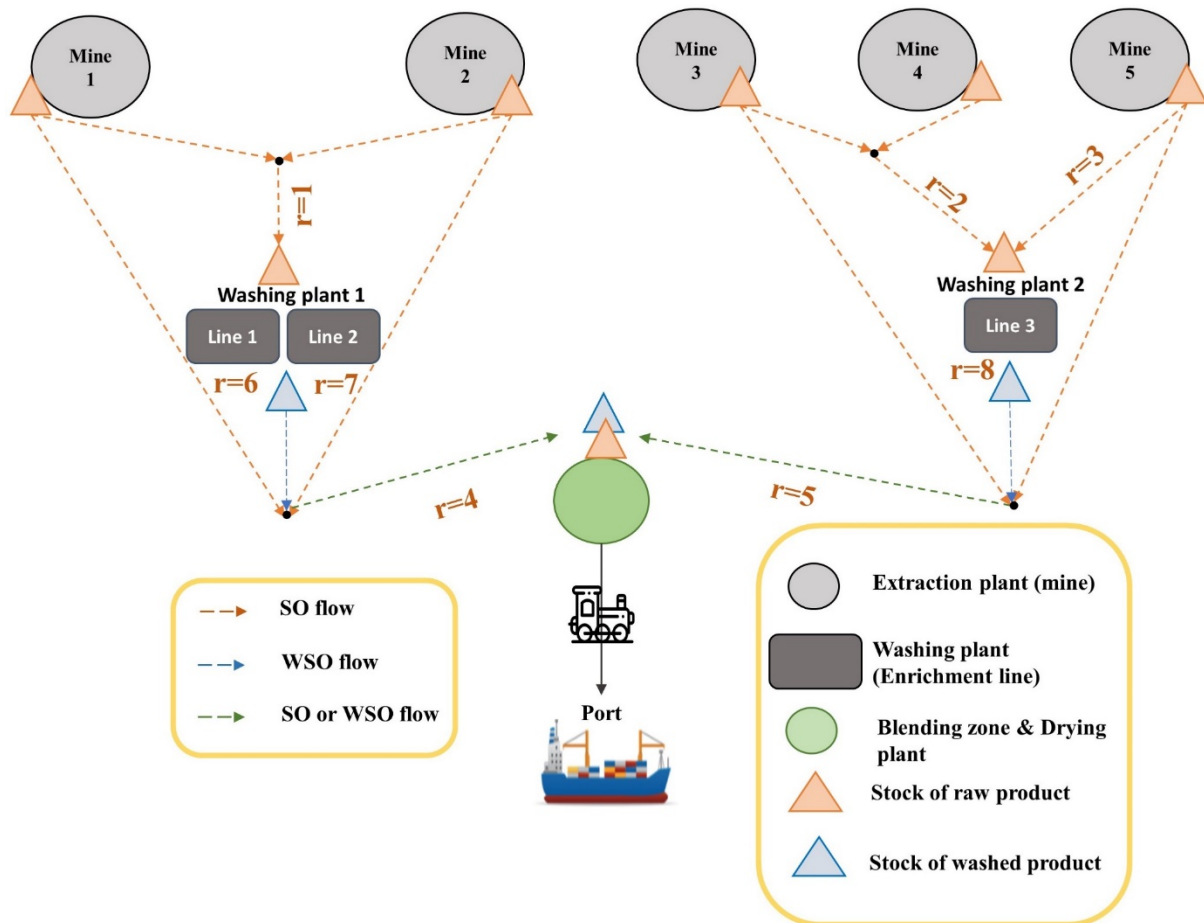 Mine
1
Mine
2
Mine
3
Mine
4
Mine
5
r=1
r=2
r=3
Washing plant 1
Line 1
Line 2
r=6
r=7
Washing plant 2
Line 3
r=8
r=4
r=5
SO flow
WSO flow
SO or WSO flow
Port
Extraction plant (mine)
Washing plant
(Enrichment line)
Blending zone & Drying
plant
Stock of raw product
Stock of washed product